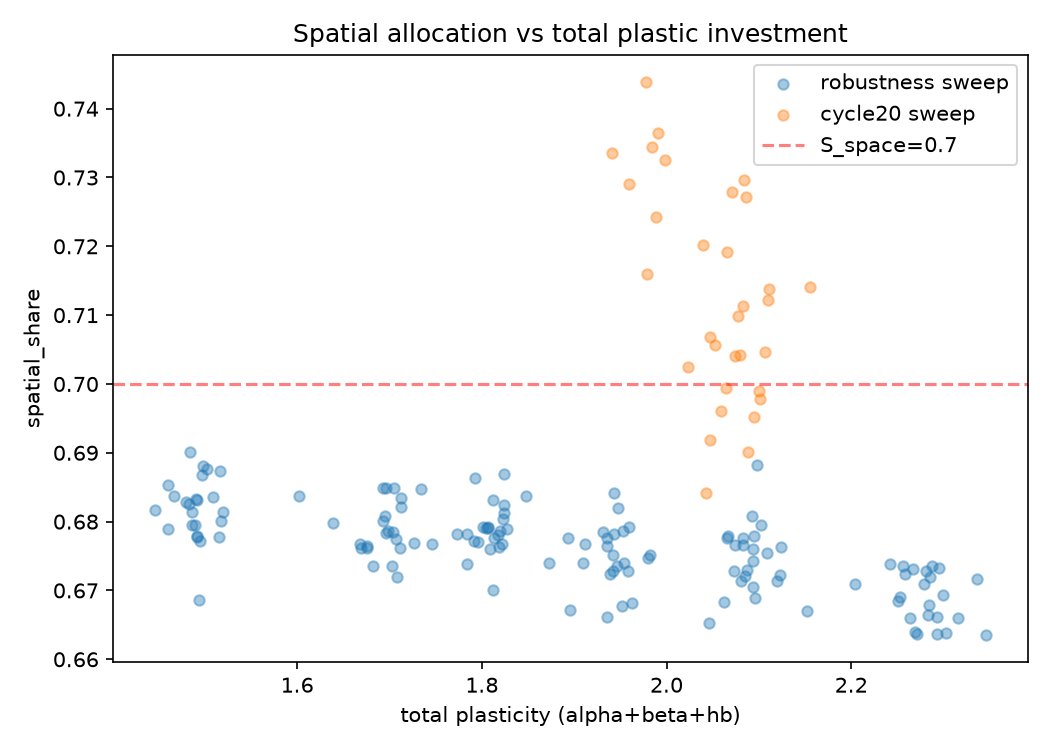 Spatial allocation vs total plastic investment
robustness sweep
cycle20 sweep
S_space=0.7
spatial_share
0.74
0.73
0.72
0.71
0.70
0.69
0.68
0.67
0.66
1.6 1.8 2.0 2.2
total plasticity (alpha+beta+hb)